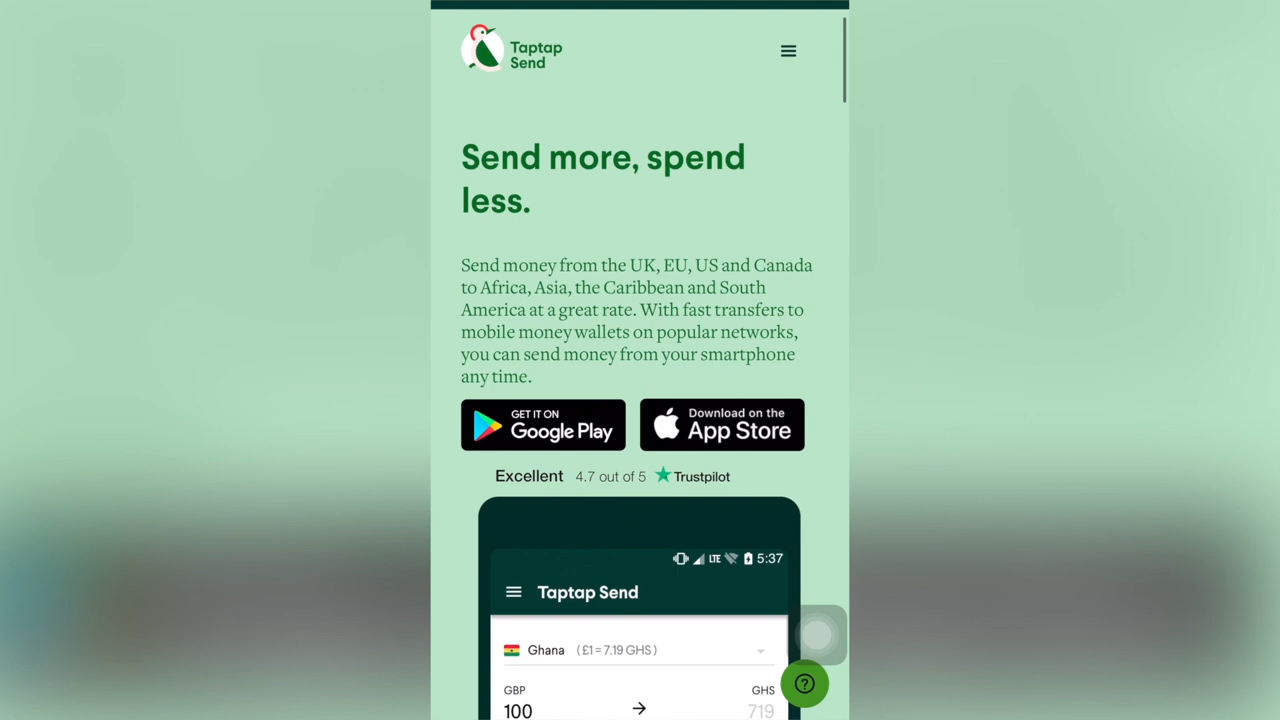 Taptap
Send
Send more, spend
less.
Send money from the UK, EU, US and Canada
to Africa, Asia, the Caribbean and South
America at a great rate. With fast transfers to
mobile money wallets on popular networks,
you can send money from your smartphone
any time.
GET IT ON
Google Play
Download on the
App Store
Excellent 4.7 out of 5 Trustpilot
LTE 5:37
Taptap Send
Ghana (£1 = 7.19 GHS)
GBP GHS
100 → 719
?